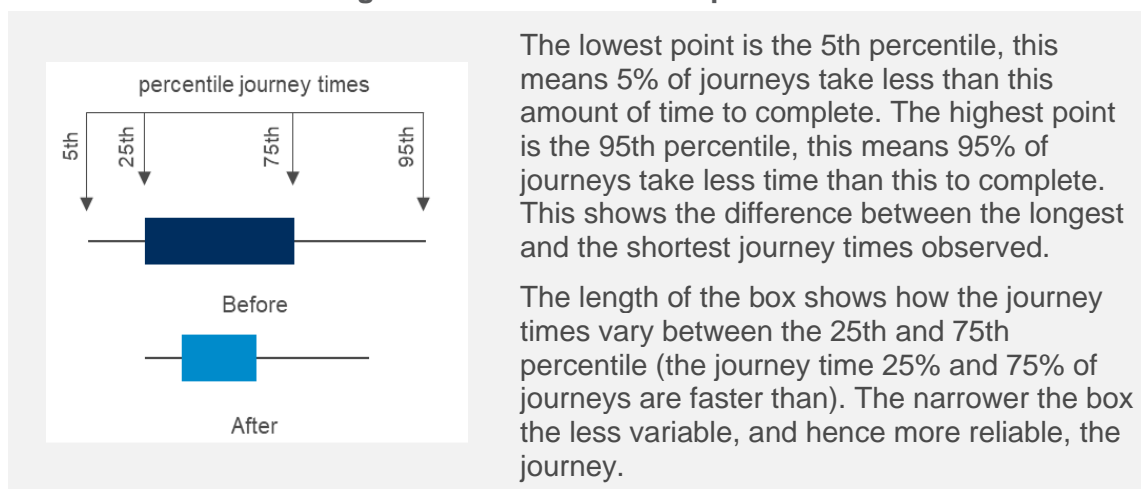 percentile journey times
5th
25th
75th
95th
Before
After
The lowest point is the 5th percentile, this
means 5% of journeys take less than this
amount of time to complete. The highest point
is the 95th percentile, this means 95% of
journeys take less time than this to complete.
This shows the difference between the longest
and the shortest journey times observed.
The length of the box shows how the journey
times vary between the 25th and 75th
percentile (the journey time 25% and 75% of
journeys are faster than). The narrower the box
the less variable, and hence more reliable, the
journey.